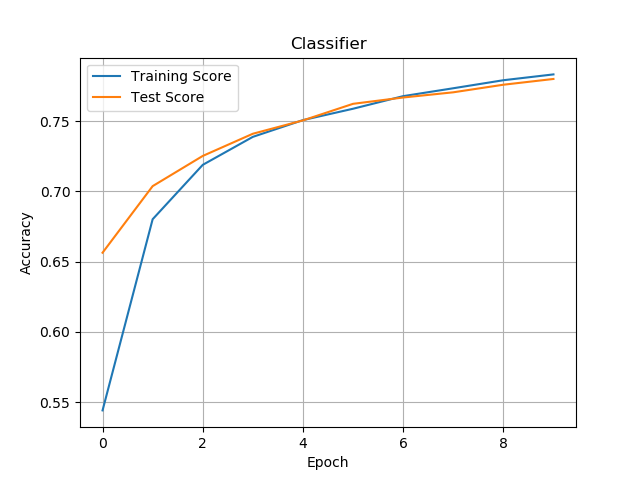 Classifier
Training Score
Test Score
Accuracy
0.75
0.70
0.65
0.60
0.55
0 2 4 6 8
Epoch